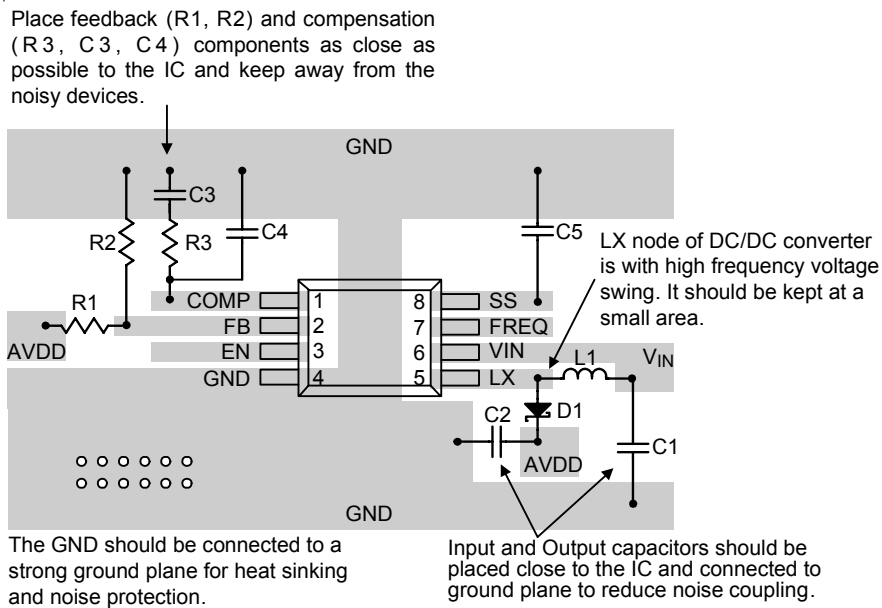 Place feedback (R1, R2) and compensation
(R3, C3, C4) components as close as
possible to the IC and keep away from the
noisy devices.
GND
C3
R2
R3
C4
C5
LX node of DC/DC converter
is with high frequency voltage
swing. It should be kept at a
small area.
R1
COMP
1
8
SS
FB
2
7
FREQ
AVDD
EN
3
6
VIN
L1
VIN
GND
4
5
LX
C2
D1
AVDD
C1
GND
The GND should be connected to a
strong ground plane for heat sinking
and noise protection.
Input and Output capacitors should be
placed close to the IC and connected to
ground plane to reduce noise coupling.